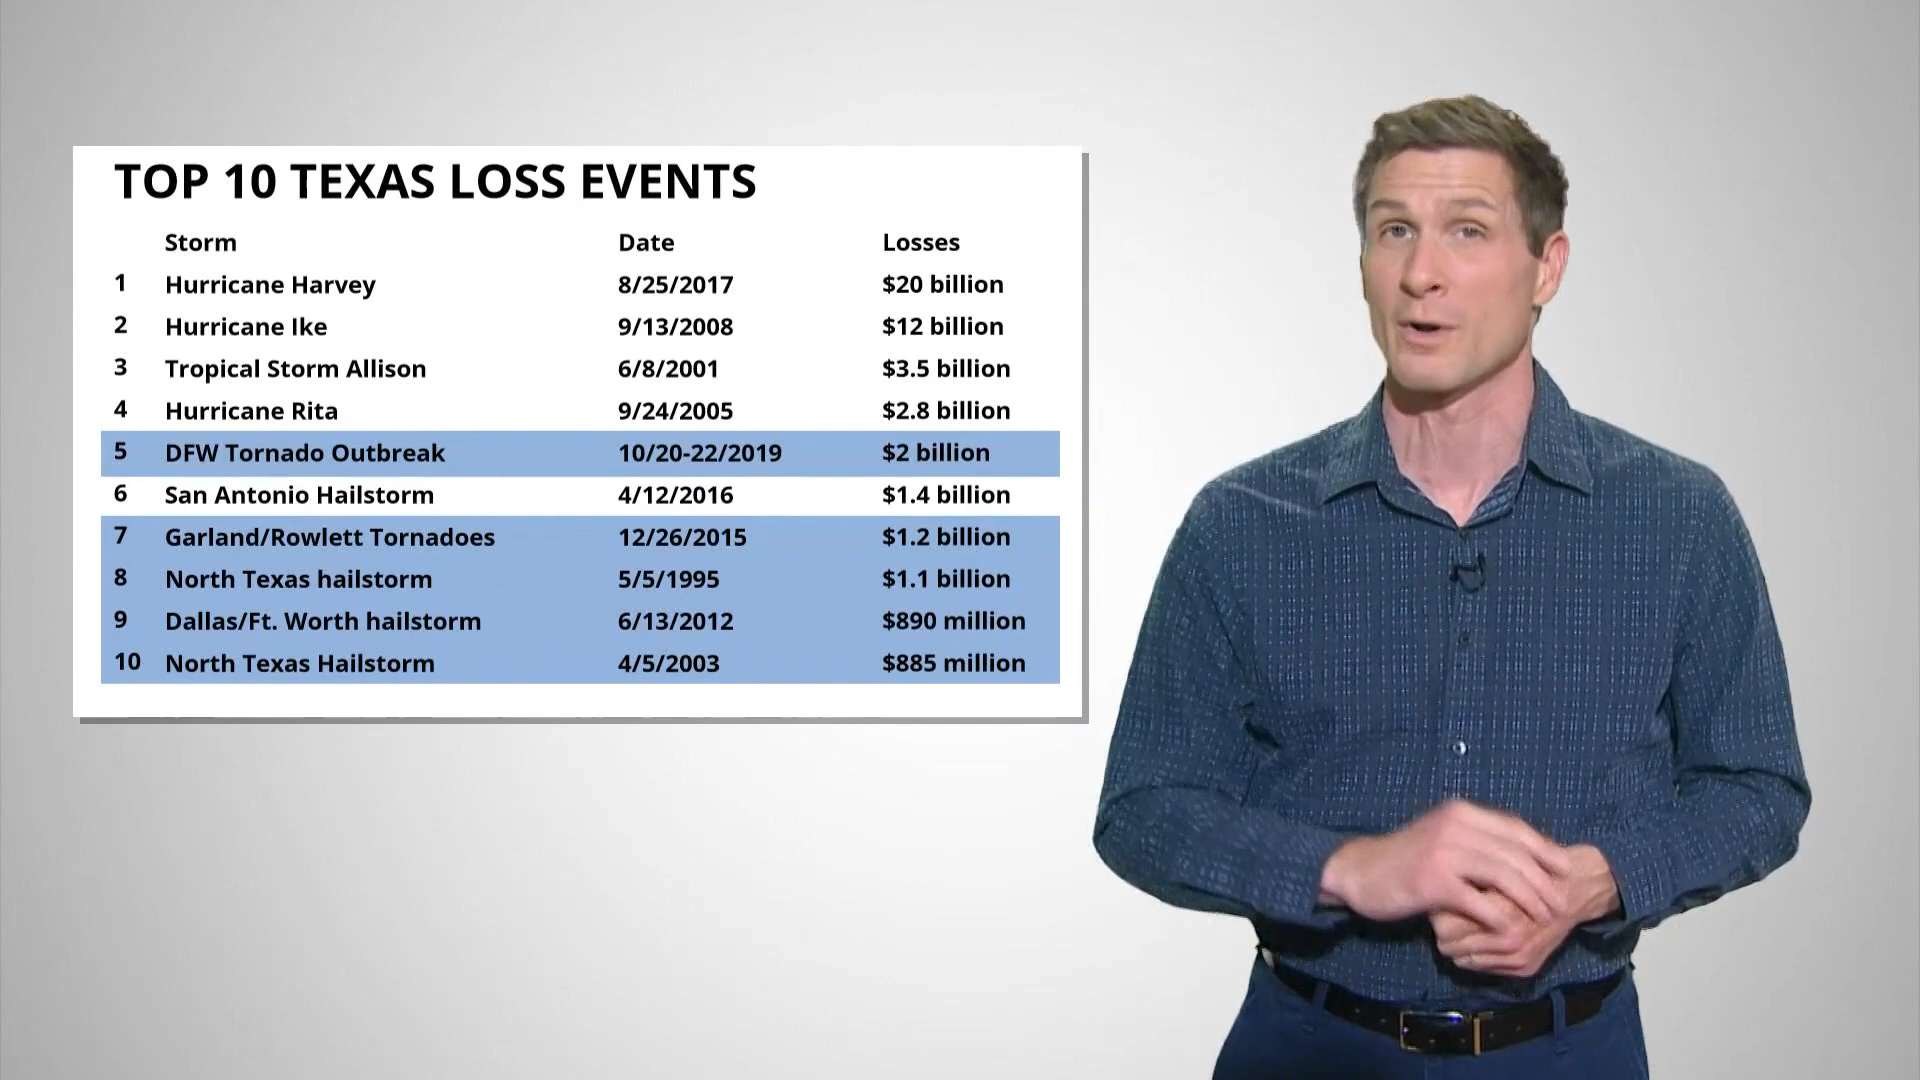 TOP 10 TEXAS LOSS EVENTS
Storm Date Losses
1 Hurricane Harvey 8/25/2017 $20 billion
2 Hurricane Ike 9/13/2008 $12 billion
3 Tropical Storm Allison 6/8/2001 $3.5 billion
4 Hurricane Rita 9/24/2005 $2.8 billion
5 DFW Tornado Outbreak 10/20-22/2019 $2 billion
6 San Antonio Hailstorm 4/12/2016 $1.4 billion
7 Garland/Rowlett Tornadoes 12/26/2015 $1.2 billion
8 North Texas hailstorm 5/5/1995 $1.1 billion
9 Dallas/Ft. Worth hailstorm 6/13/2012 $890 million
10 North Texas Hailstorm 4/5/2003 $885 million